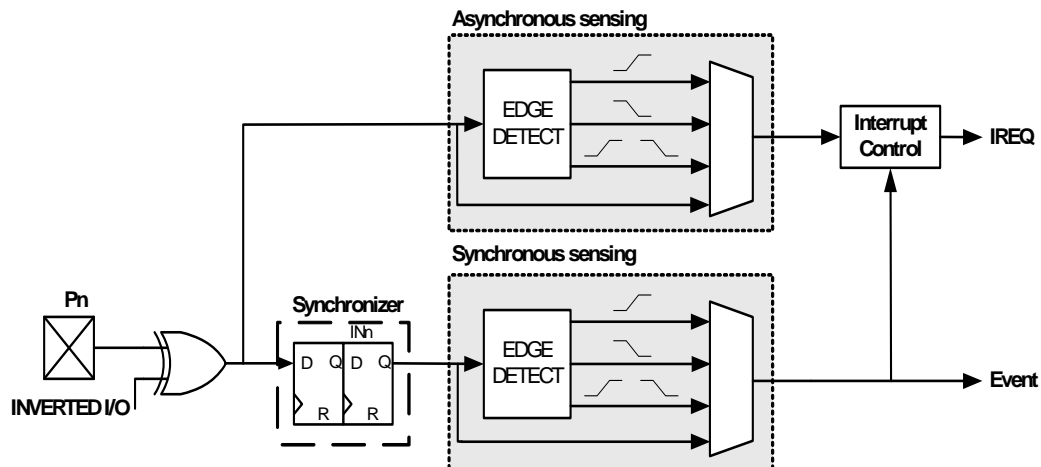 Asynchronous sensing
EDGE
DETECT
Interrupt
Control
IREQ
Synchronous sensing
Pn
Synchronizer
INn
D Q D Q
R R
EDGE
DETECT
INVERTED I/O
Event